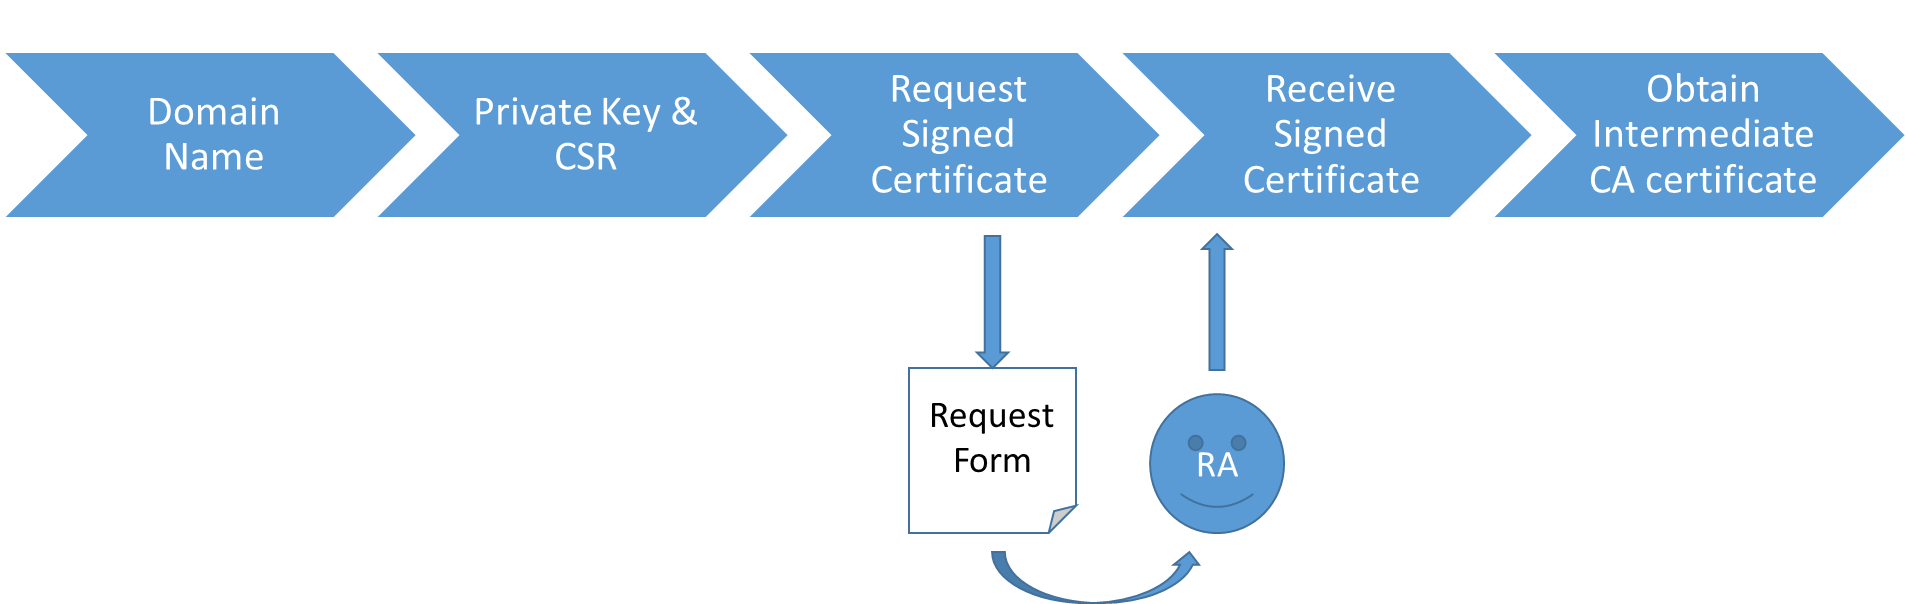 Domain
Name
Private Key &
CSR
Request
Signed
Certificate
Receive
Signed
Certificate
Obtain
Intermediate
CA certificate
Request
Form
RA